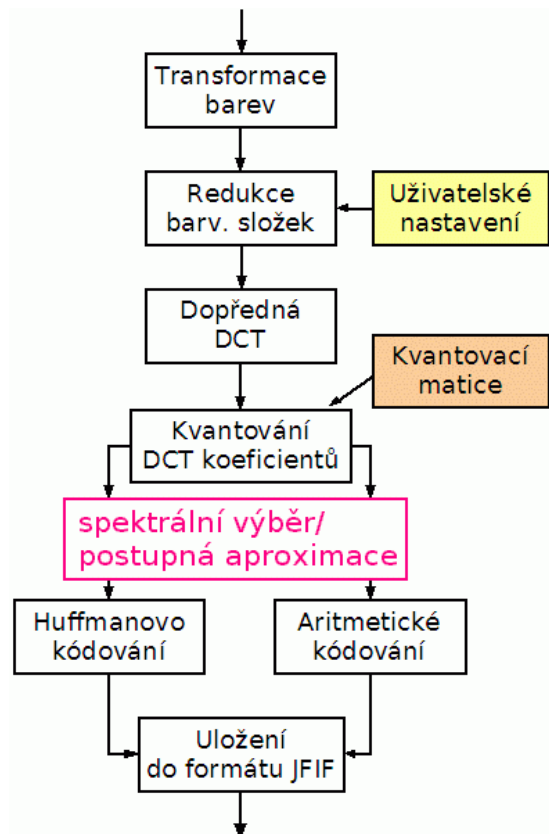 Transformace
barev
Redukce
barv. složek
Uživatelské
nastavení
Dopředná
DCT
Kvantovací
matice
Kvantování
DCT koeficientů
spektrální výběr/
postupná aproximace
Huffmanovo
kódování
Aritmetické
kódování
Uložení
do formátu JFIF